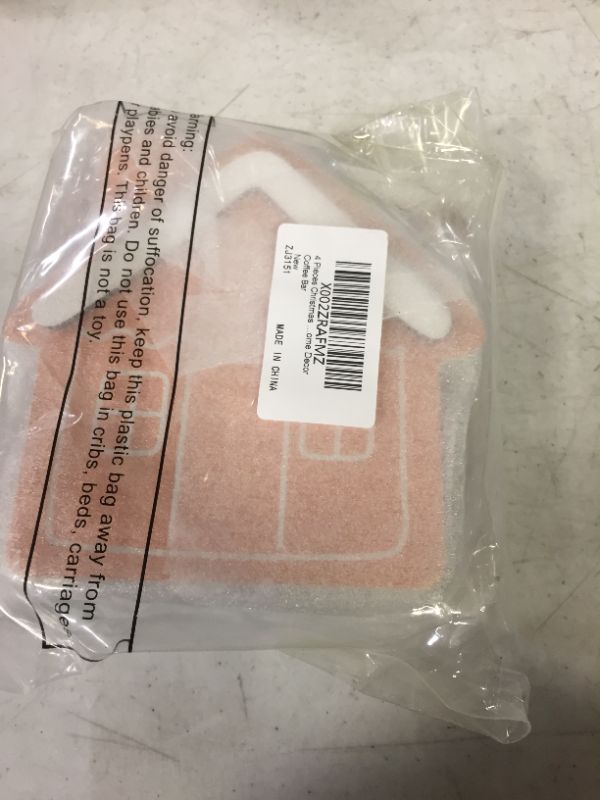 X002ZRAFMZ
4 Pieces Christmas ...ome Decor
Coffee Bar
New
ZJ3151
MADE IN CHINA
arning:
avoid danger of suffocation, keep this plastic bag away from
bies and children. Do not use this bag in cribs, beds, carriage
playpens. This bag is not a toy.